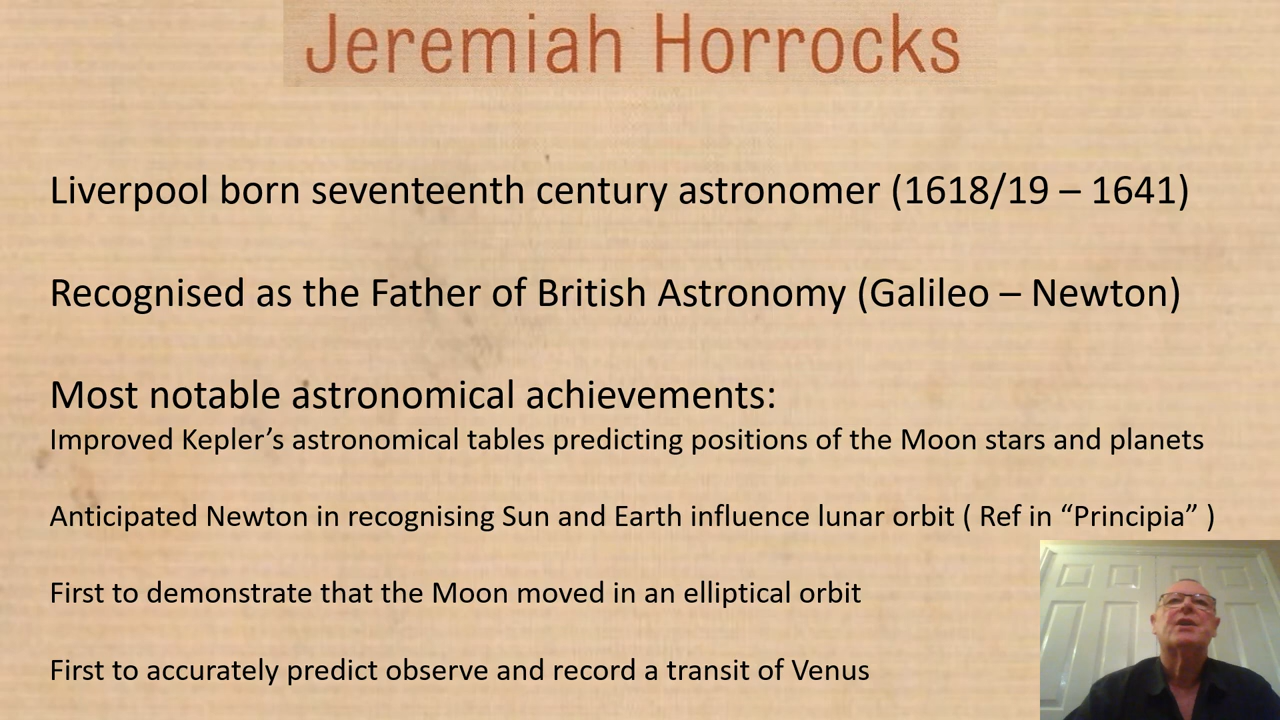 Jeremiah Horrocks
Liverpool born seventeenth century astronomer (1618/19 – 1641)
Recognised as the Father of British Astronomy (Galileo – Newton)
Most notable astronomical achievements:
Improved Kepler’s astronomical tables predicting positions of the Moon stars and planets
Anticipated Newton in recognising Sun and Earth influence lunar orbit ( Ref in “Principia” )
First to demonstrate that the Moon moved in an elliptical orbit
First to accurately predict observe and record a transit of Venus